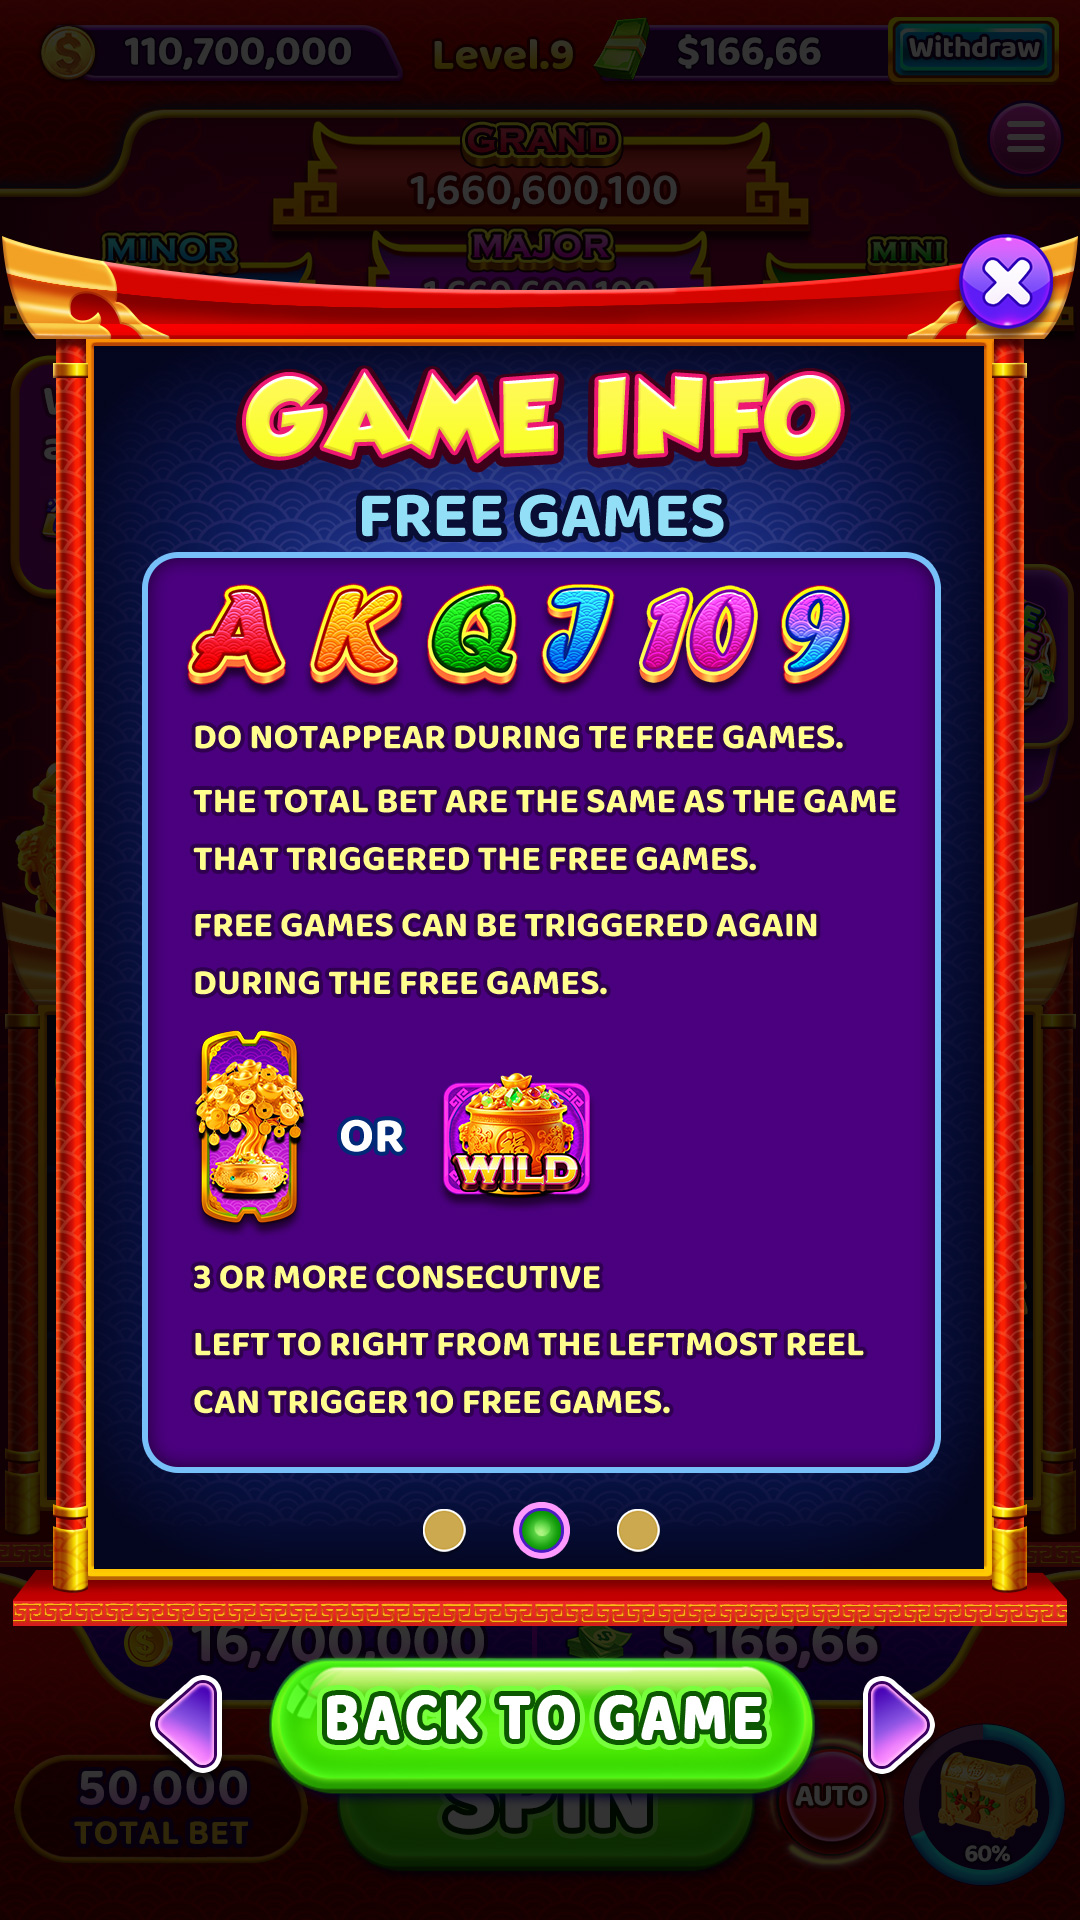 110,700,000
Level.9
$166,66
Withdraw
GRAND
1,660,600,100
MINOR
MAJOR
MINI
GAME INFO
FREE GAMES
A K Q J 10 9
DO NOTAPPEAR DURING TE FREE GAMES.
THE TOTAL BET ARE THE SAME AS THE GAME
THAT TRIGGERED THE FREE GAMES.
FREE GAMES CAN BE TRIGGERED AGAIN
DURING THE FREE GAMES.
OR
WILD
3 OR MORE CONSECUTIVE
LEFT TO RIGHT FROM THE LEFTMOST REEL
CAN TRIGGER 10 FREE GAMES.
16,700,000
$ 166,66
BACK TO GAME
50,000
TOTAL BET
SPIN
AUTO
60%